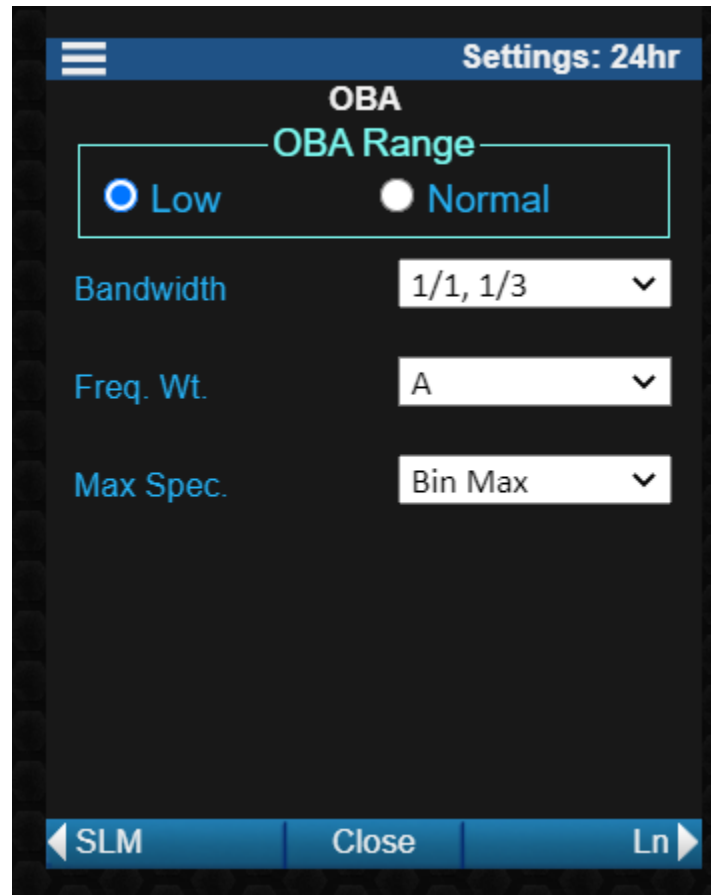 Settings: 24hr
OBA
OBA Range
Low Normal
Bandwidth 1/1, 1/3
Freq. Wt. A
Max Spec. Bin Max
SLM Close Ln